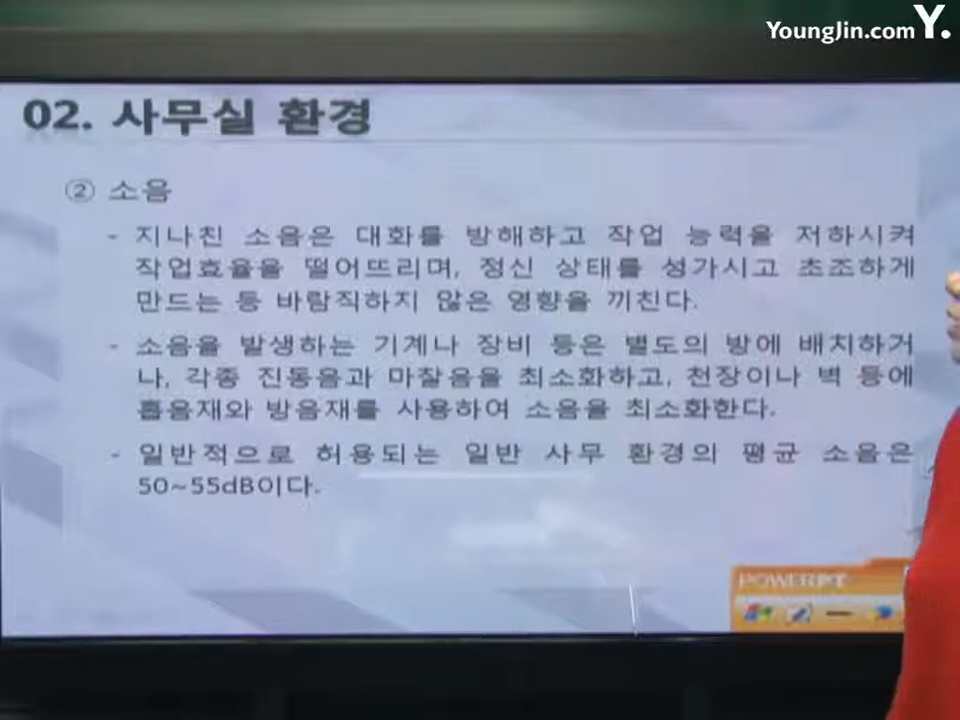 YoungJin.com Y.
02. 사무실 환경
② 소음
- 지나친 소음은 대화를 방해하고 작업 능력을 저하시켜
작업효율을 떨어뜨리며, 정신 상태를 성가시고 초조하게
만드는 등 바람직하지 않은 영향을 끼친다.
- 소음을 발생하는 기계나 장비 등은 별도의 방에 배치하거
나, 각종 진동음과 마찰음을 최소화하고, 천장이나 벽 등에
흡음재와 방음재를 사용하여 소음을 최소화한다.
- 일반적으로 허용되는 일반 사무 환경의 평균 소음은
50~55dB이다.
POWERPT